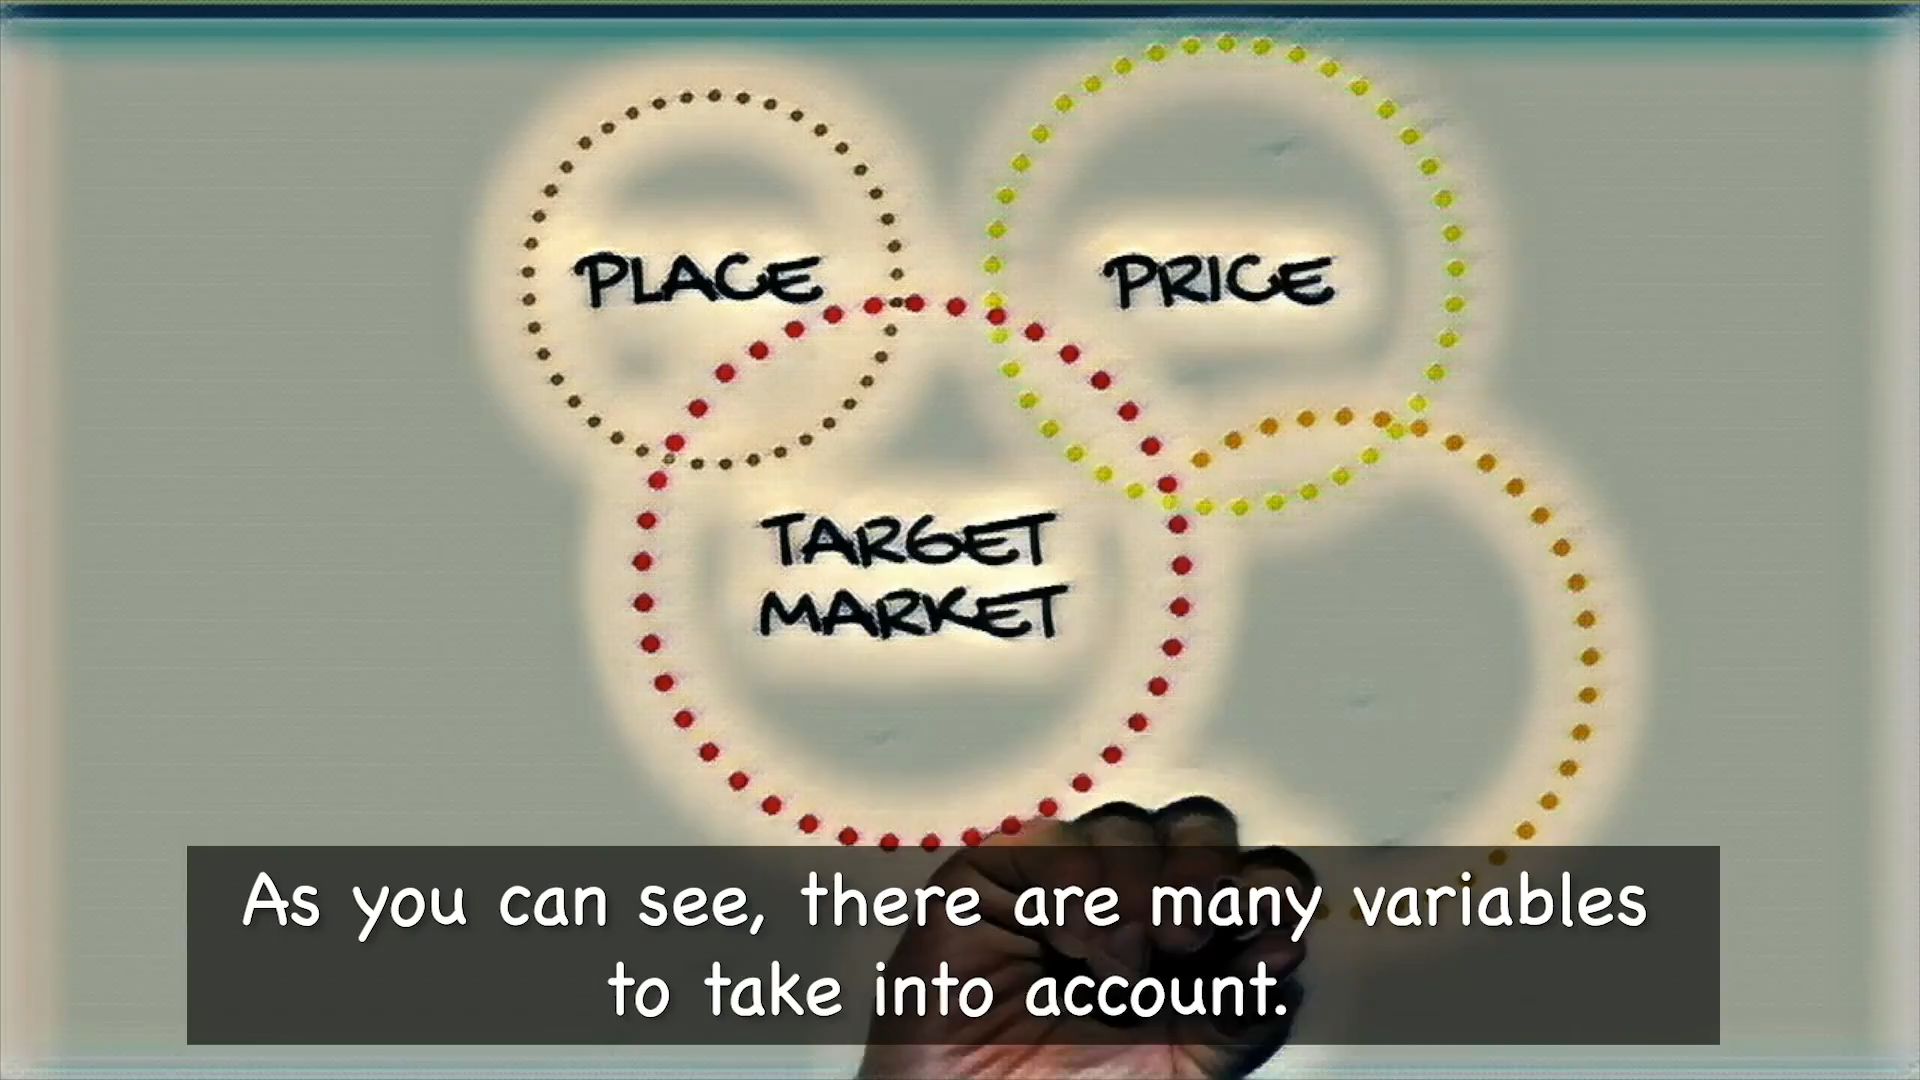 PLACE
PRICE
TARGET
MARKET
As you can see, there are many variables
to take into account.